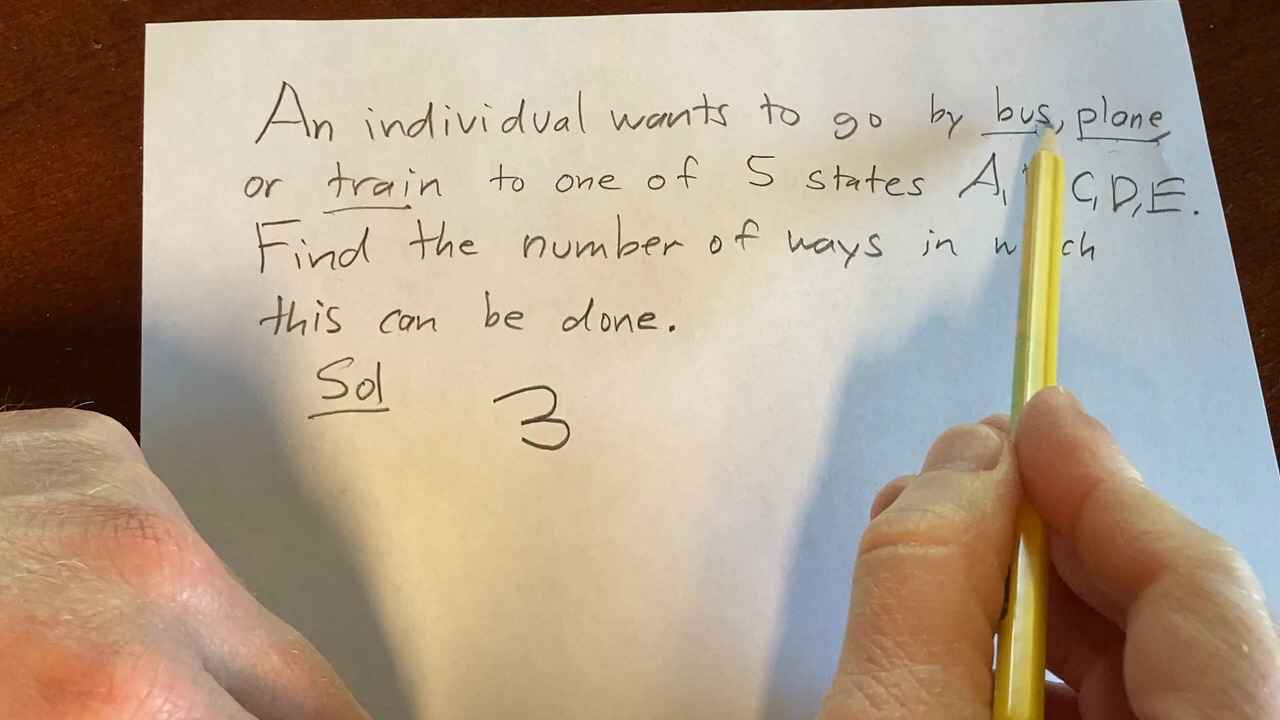 An individual wants to go by bus, plane
or train to one of 5 states A, C, D, E.
Find the number of ways in
this can be done.
Sol 3